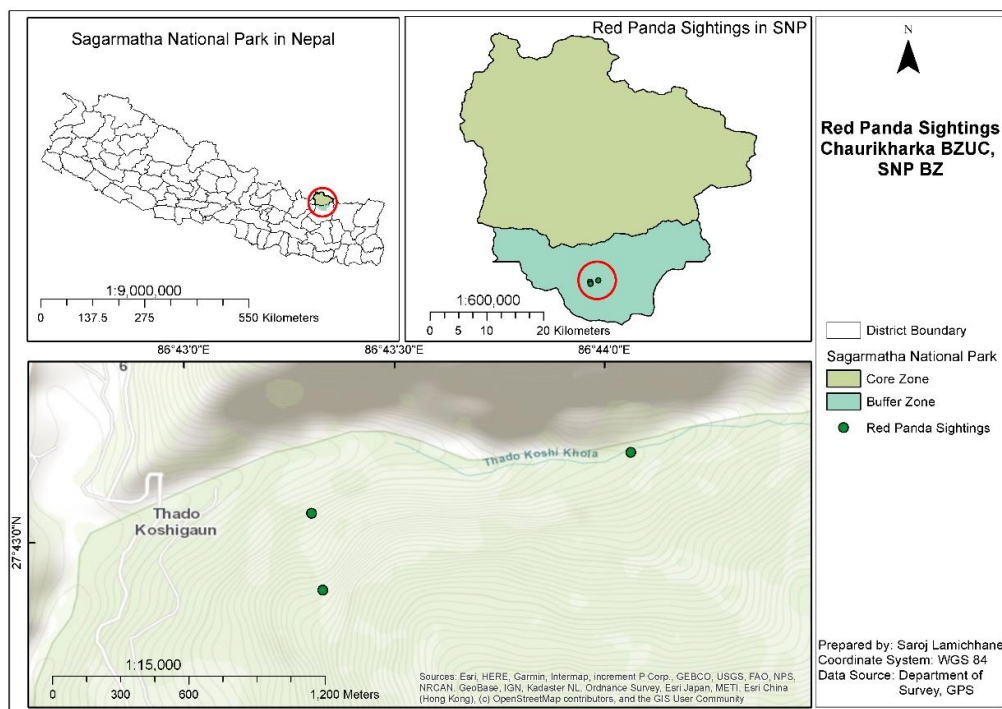 Sagarmatha National Park in Nepal
1:9,000,000
0 137.5 275 550 Kilometers
Red Panda Sightings in SNP
1:600,000
0 5 10 20 Kilometers
N
Red Panda Sightings
Chaurikharka BZUC,
SNP BZ
District Boundary
Sagarmatha National Park
Core Zone
Buffer Zone
Red Panda Sightings
86°43'0"E 86°43'30"E 86°44'0"E
27°43'0"N
6
Thado Koshi Khola
Thado
Koshigaun
1:15,000
0 300 600 1,200 Meters
Sources: Esri, HERE, Garmin, Intermap, increment P Corp., GEBCO, USGS, FAO, NPS,
NRCAN, GeoBase, IGN, Kadaster NL, Ordnance Survey, Esri Japan, METI, Esri China
(Hong Kong), (c) OpenStreetMap contributors, and the GIS User Community
Prepared by: Saroj Lamichhane
Coordinate System: WGS 84
Data Source: Department of
Survey, GPS